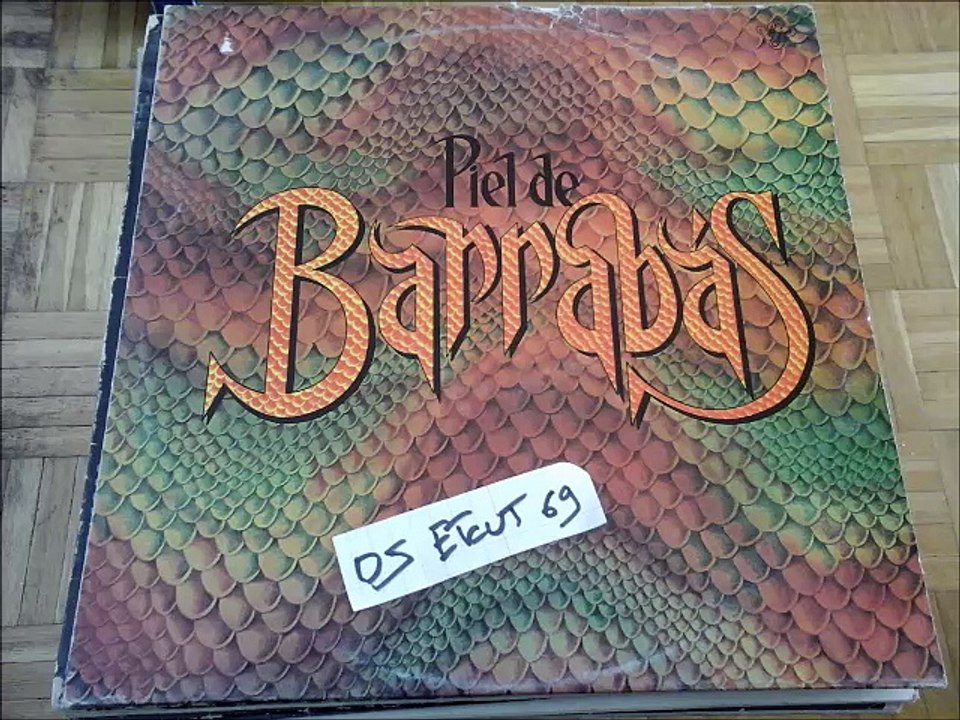 Piel de
Barrabás
DS ETCUT 69